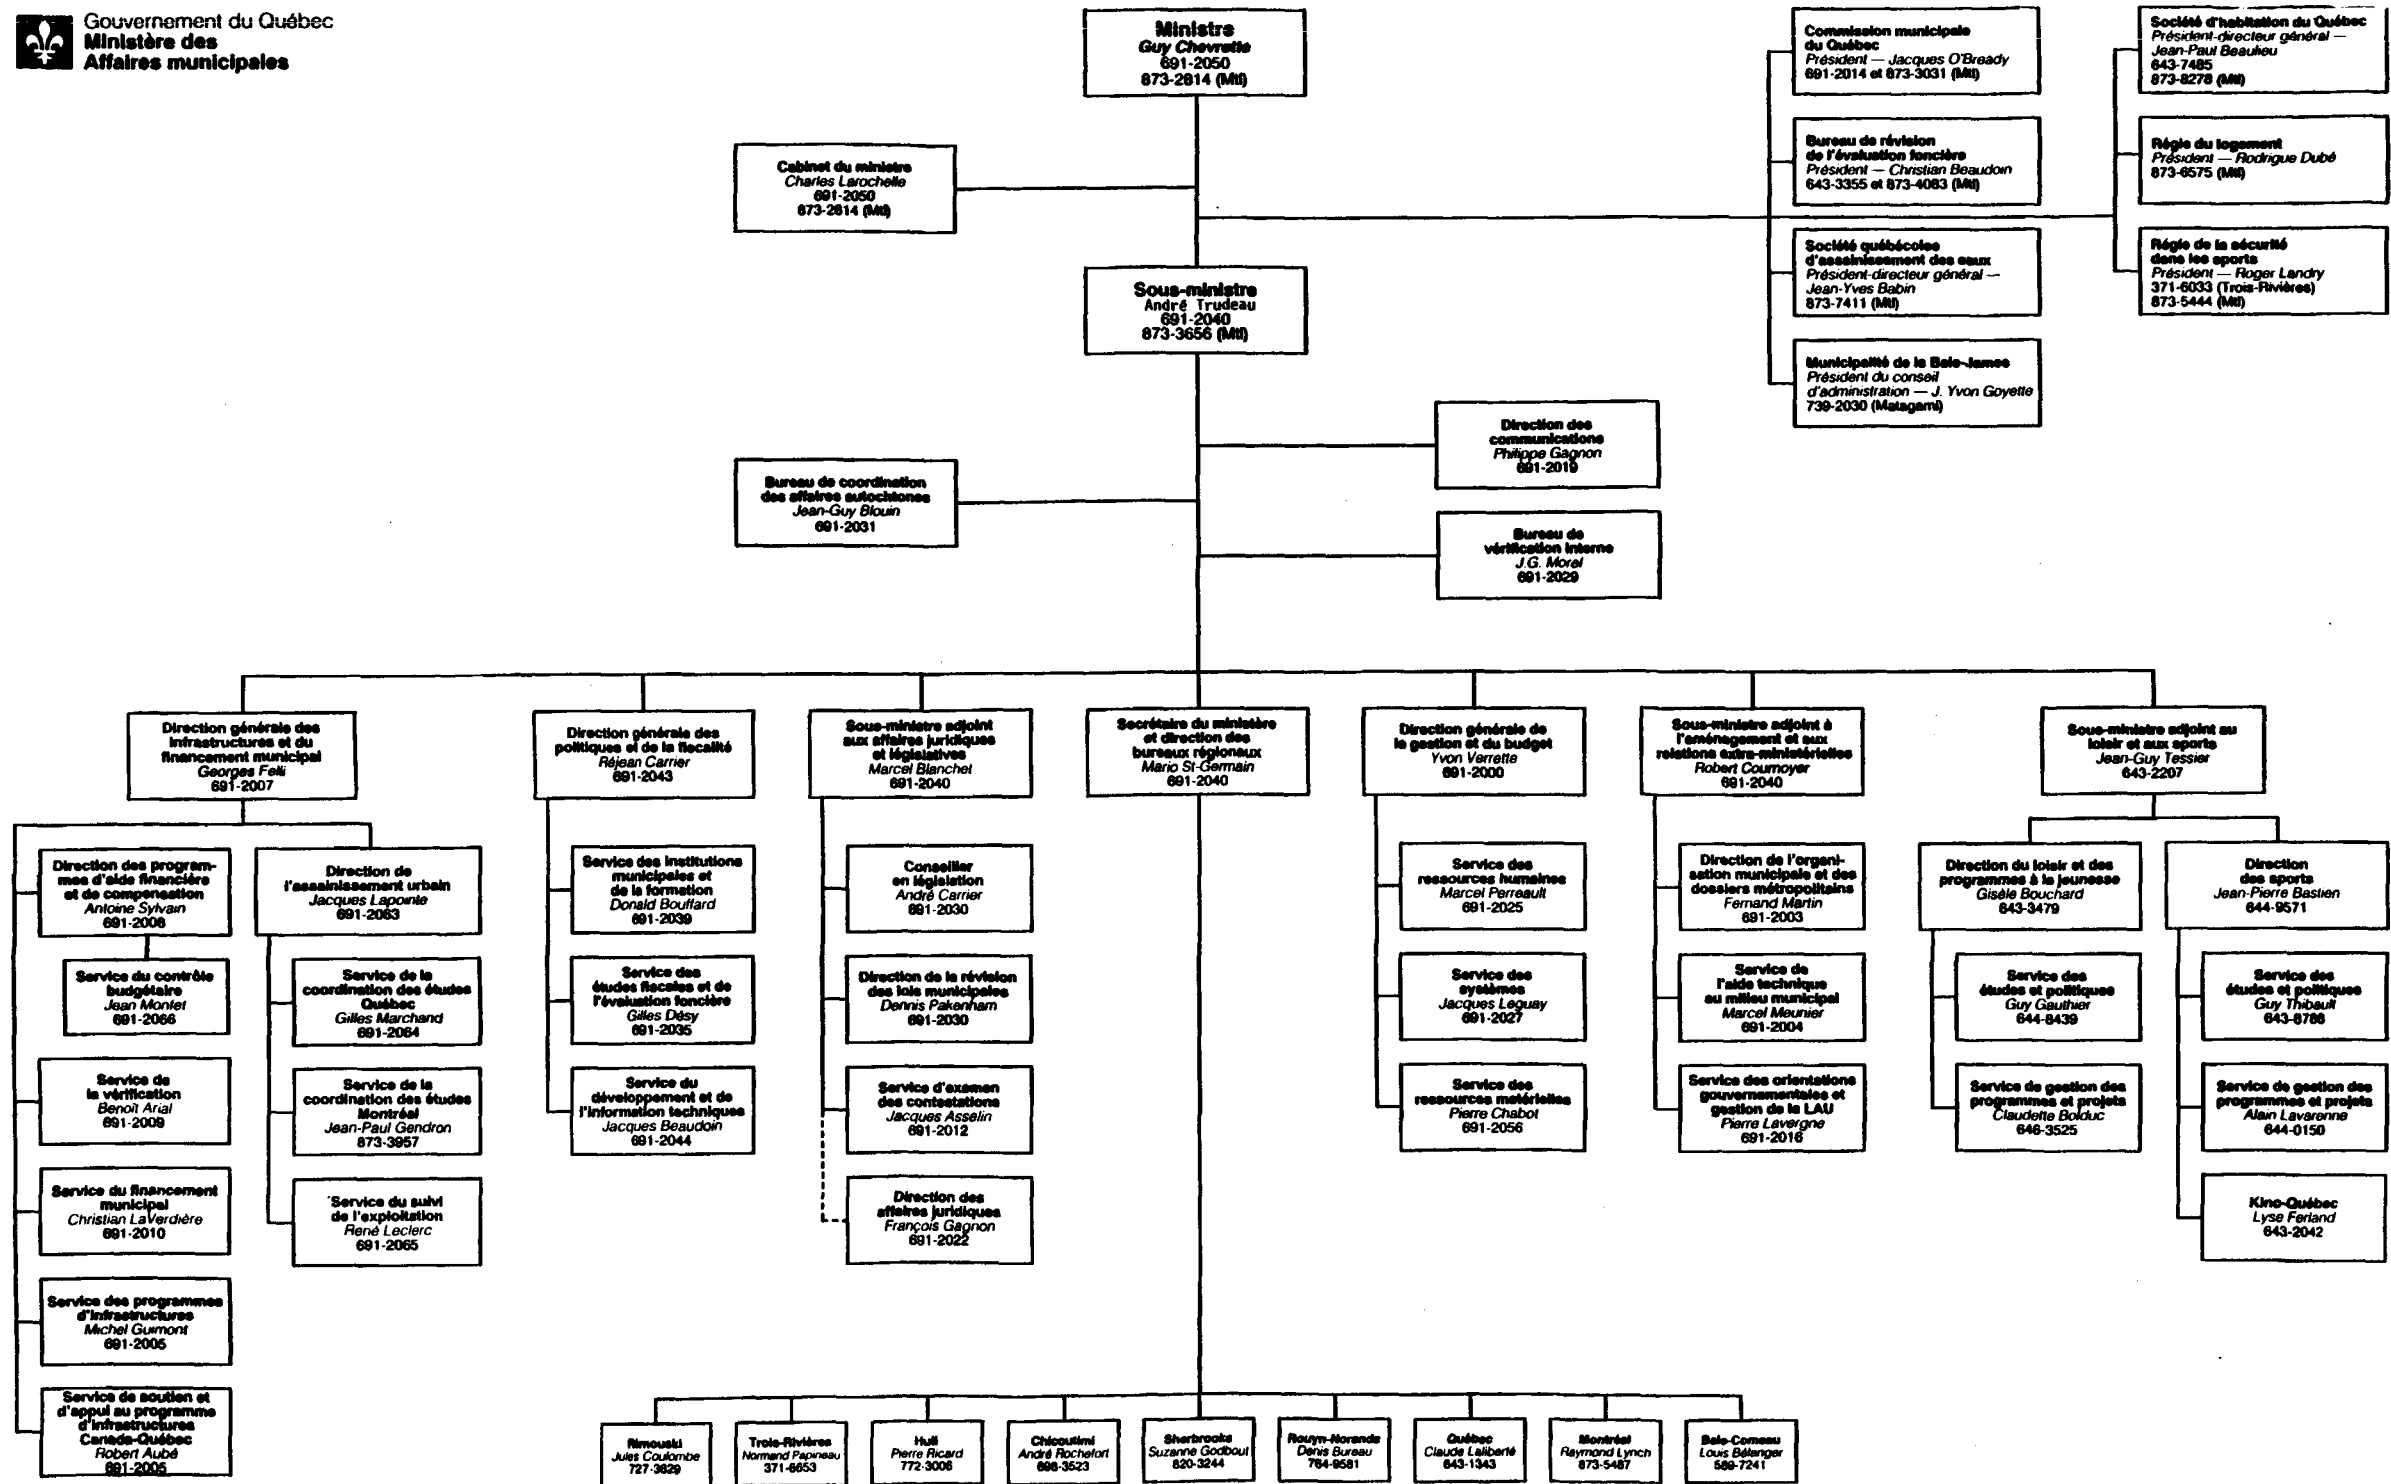 Gouvernement du Québec
Ministère des
Affaires municipales
Ministre
Guy Chevrette
691-2050
873-2614 (Mtl)
Cabinet du ministre
Charles Larochelle
691-2050
873-2614 (Mtl)
Commission municipale
du Québec
Président — Jacques O'Bready
691-2014 et 873-3031 (Mtl)
Bureau de révision
de l'évaluation foncière
Président — Christian Beaudoin
643-3355 et 873-4083 (Mtl)
Société québécoise
d'assainissement des eaux
Président-directeur général —
Jean-Yves Babin
873-7411 (Mtl)
Municipalité de la Baie-James
Président du conseil
d'administration — J. Yvon Goyette
739-2030 (Matagami)
Société d'habitation du Québec
Président-directeur général —
Jean-Paul Beaulieu
643-7485
873-8278 (Mtl)
Régie du logement
Président — Rodrigue Dubé
873-6575 (Mtl)
Régie de la sécurité
dans les sports
Président — Roger Landry
371-6033 (Trois-Rivières)
873-5444 (Mtl)
Sous-ministre
André Trudeau
691-2040
873-3656 (Mtl)
Direction des
communications
Philippe Gagnon
691-2019
Bureau de coordination
des affaires autochtones
Jean-Guy Blouin
691-2031
Bureau de
vérification interne
J.G. Morel
691-2029
Direction générale des
infrastructures et du
financement municipal
Georges Felli
691-2007
Direction générale des
politiques et de la fiscalité
Réjean Carrier
691-2043
Sous-ministre adjoint
aux affaires juridiques
et législatives
Marcel Blanchet
691-2040
Secrétaire du ministère
et direction des
bureaux régionaux
Mario St-Germain
691-2040
Direction générale de
la gestion et du budget
Yvon Verrette
691-2000
Sous-ministre adjoint à
l'aménagement et aux
relations extra-ministérielles
Robert Cournoyer
691-2040
Sous-ministre adjoint au
loisir et aux sports
Jean-Guy Tessier
643-2207
Direction des program-
mes d'aide financière
et de compensation
Antoine Sylvain
691-2008
Service du contrôle
budgétaire
Jean Montet
691-2066
Service de
la vérification
Benoît Arial
691-2009
Service du financement
municipal
Christian LaVerdière
691-2010
Service des programmes
d'infrastructures
Michel Guimont
691-2005
Service de soutien et
d'appui au programme
d'infrastructures
Canada-Québec
Robert Aubé
691-2005
Direction de
l'assainissement urbain
Jacques Lapointe
691-2063
Service de la
coordination des études
Québec
Gilles Marchand
691-2064
Service de la
coordination des études
Montréal
Jean-Paul Gendron
873-3957
Service du suivi
de l'exploitation
René Leclerc
691-2065
Service des institutions
municipales et
de la formation
Donald Bouffard
691-2039
Service des
études fiscales et de
l'évaluation foncière
Gilles Désy
691-2035
Service du
développement et de
l'information techniques
Jacques Beaudoin
691-2044
Conseiller
en législation
André Carrier
691-2030
Direction de la révision
des lois municipales
Dennis Pakenham
691-2030
Service d'examen
des contestations
Jacques Asselin
691-2012
Direction des
affaires juridiques
François Gagnon
691-2022
Service des
ressources humaines
Marcel Perreault
691-2025
Service des
systèmes
Jacques Leguay
691-2027
Service des
ressources matérielles
Pierre Chabot
691-2056
Direction de l'organi-
sation municipale et des
dossiers métropolitains
Fernand Martin
691-2003
Service de
l'aide technique
au milieu municipal
Marcel Meunier
691-2004
Service des orientations
gouvernementales et
gestion de la LAU
Pierre Lavergne
691-2016
Direction du loisir et des
programmes à la jeunesse
Gisèle Bouchard
643-3479
Service des
études et politiques
Guy Gauthier
644-8439
Service de gestion des
programmes et projets
Claudette Bolduc
646-3525
Direction
des sports
Jean-Pierre Bastien
644-9571
Service des
études et politiques
Guy Thibault
643-8788
Service de gestion des
programmes et projets
Alain Lavarenne
644-0150
Kino-Québec
Lyse Ferland
643-2042
Rimouski
Jules Coulombe
727-3629
Trois-Rivières
Normand Papineau
371-6653
Hull
Pierre Ricard
772-3006
Chicoutimi
André Rochefort
698-3523
Sherbrooke
Suzanne Godbout
820-3244
Rouyn-Noranda
Denis Bureau
764-9581
Québec
Claude Laliberté
643-1343
Montréal
Raymond Lynch
873-5487
Baie-Comeau
Louis Bélanger
589-7241